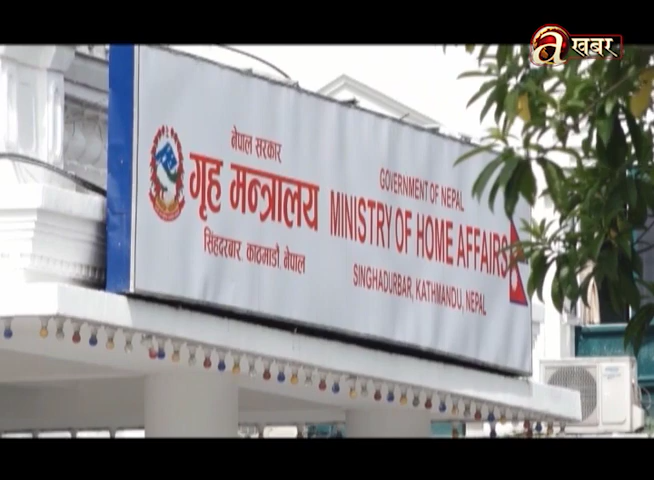 खबर
नेपाल सरकार
गृह मन्त्रालय
सिंहदरबार, काठमाडौं, नेपाल
GOVERNMENT OF NEPAL
MINISTRY OF HOME AFFAIRS
SINGHADURBAR, KATHMANDU, NEPAL